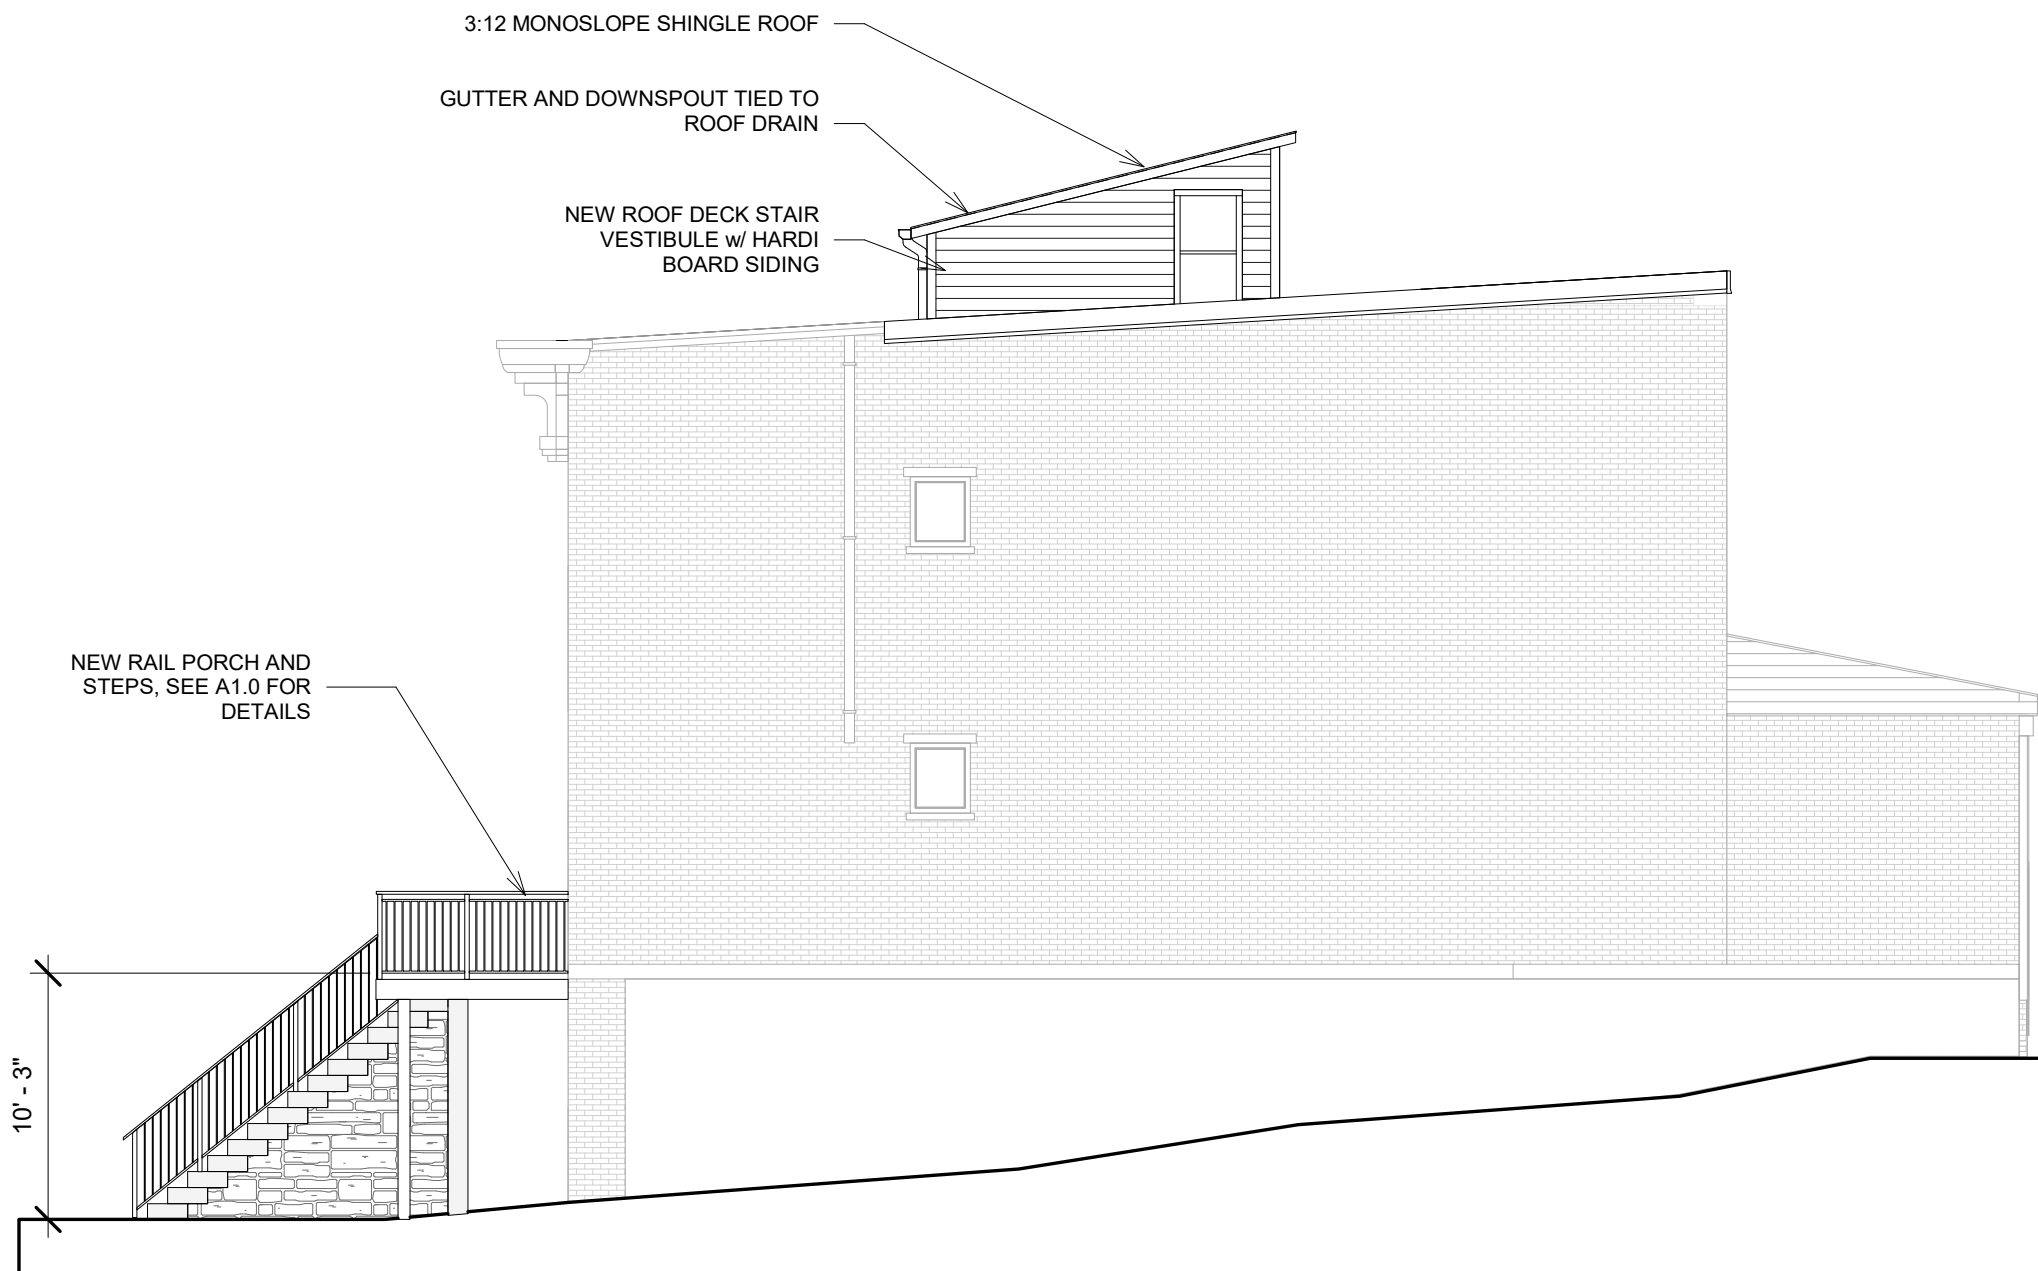 3:12 MONOSLOPE SHINGLE ROOF
GUTTER AND DOWNSPOUT TIED TO
ROOF DRAIN
NEW ROOF DECK STAIR
VESTIBULE w/ HARDI
BOARD SIDING
NEW RAIL PORCH AND
STEPS, SEE A1.0 FOR
DETAILS
10' - 3"